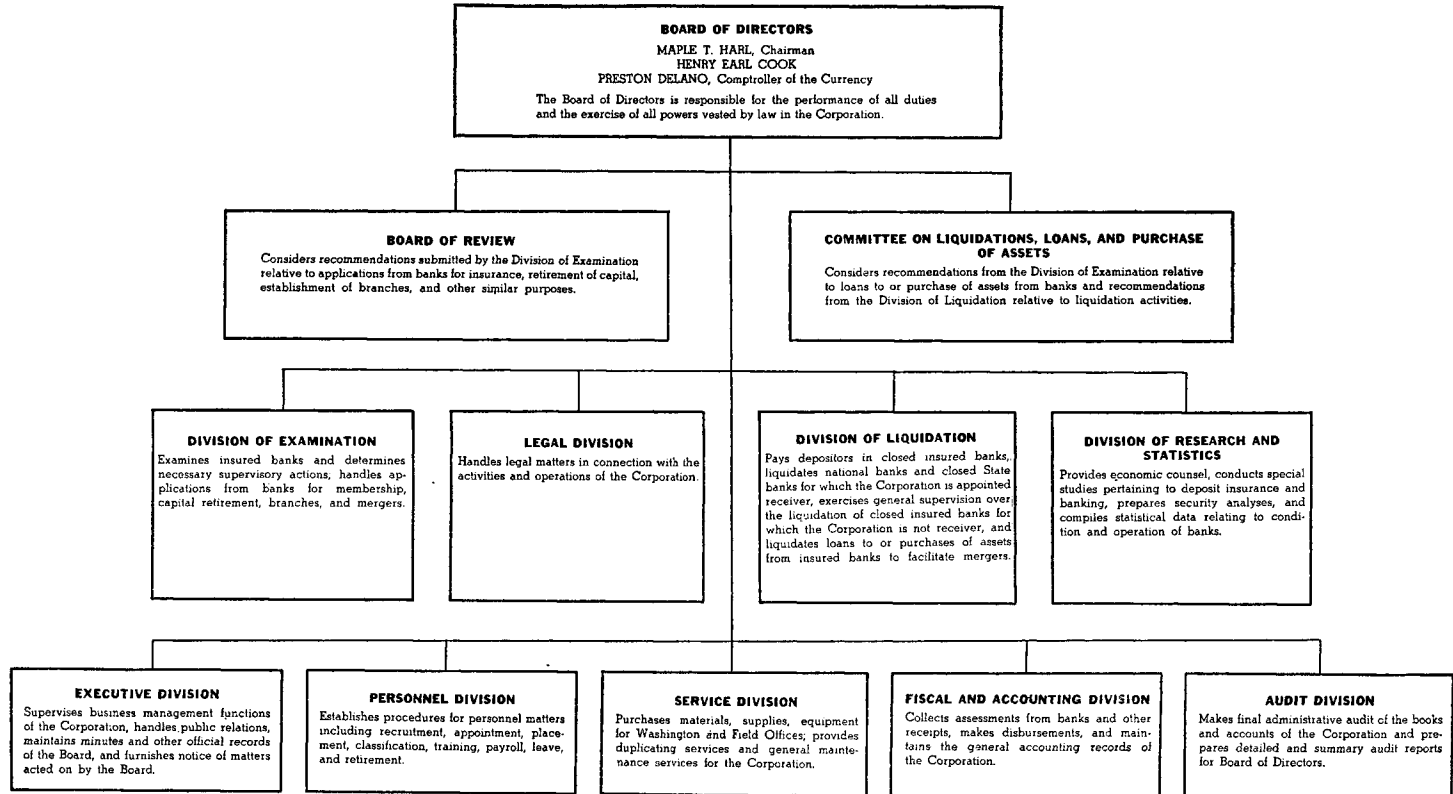 BOARD OF DIRECTORS
MAPLE T. HARL, Chairman
HENRY EARL COOK
PRESTON DELANO, Comptroller of the Currency
The Board of Directors is responsible for the performance of all duties
and the exercise of all powers vested by law in the Corporation.
BOARD OF REVIEW
Considers recommendations submitted by the Division of Examination
relative to applications from banks for insurance, retirement of capital,
establishment of branches, and other similar purposes.
COMMITTEE ON LIQUIDATIONS, LOANS, AND PURCHASE
OF ASSETS
Considers recommendations from the Division of Examination relative
to loans to or purchase of assets from banks and recommendations
from the Division of Liquidation relative to liquidation activities.
DIVISION OF EXAMINATION
Examines insured banks and determines
necessary supervisory actions, handles ap-
plications from banks for membership,
capital retirement, branches, and mergers.
LEGAL DIVISION
Handles legal matters in connection with the
activities and operations of the Corporation.
DIVISION OF LIQUIDATION
Pays depositors in closed insured banks,
liquidates national banks and closed State
banks for which the Corporation is appointed
receiver, exercises general supervision over
the liquidation of closed insured banks for
which the Corporation is not receiver, and
liquidates loans to or purchases of assets
from insured banks to facilitate mergers.
DIVISION OF RESEARCH AND
STATISTICS
Provides economic counsel, conducts special
studies pertaining to deposit insurance and
banking, prepares security analyses, and
compiles statistical data relating to condi-
tion and operation of banks.
EXECUTIVE DIVISION
Supervises business management functions
of the Corporation, handles public relations,
maintains minutes and other official records
of the Board, and furnishes notice of matters
acted on by the Board.
PERSONNEL DIVISION
Establishes procedures for personnel matters
including recruitment, appointment, place-
ment, classification, training, payroll, leave,
and retirement.
SERVICE DIVISION
Purchases materials, supplies, equipment
for Washington and Field Offices; provides
duplicating services and general mainte-
nance services for the Corporation.
FISCAL AND ACCOUNTING DIVISION
Collects assessments from banks and other
receipts, makes disbursements, and main-
tains the general accounting records of
the Corporation.
AUDIT DIVISION
Makes final administrative audit of the books
and accounts of the Corporation and pre-
pares detailed and summary audit reports
for Board of Directors.